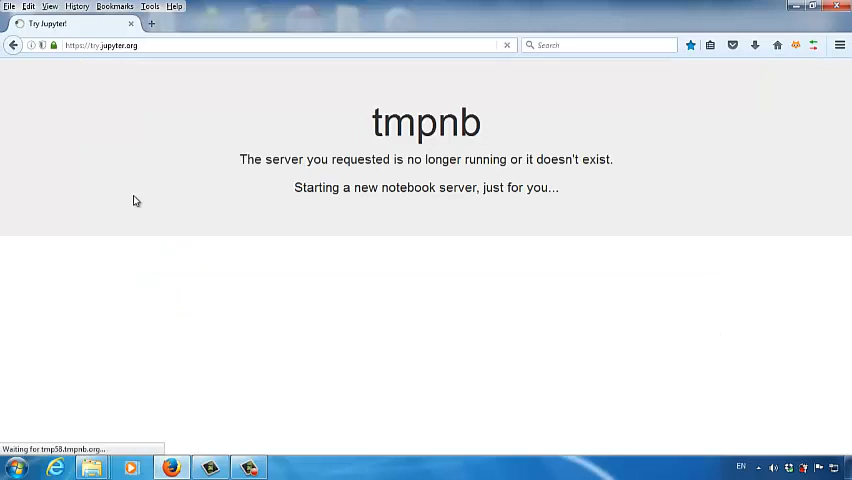 File Edit View History Bookmarks Tools Help
Try Jupyter!
https://try.jupyter.org
Search
tmpnb
The server you requested is no longer running or it doesn't exist.
Starting a new notebook server, just for you...
Waiting for tmp58.tmpnb.org...
EN